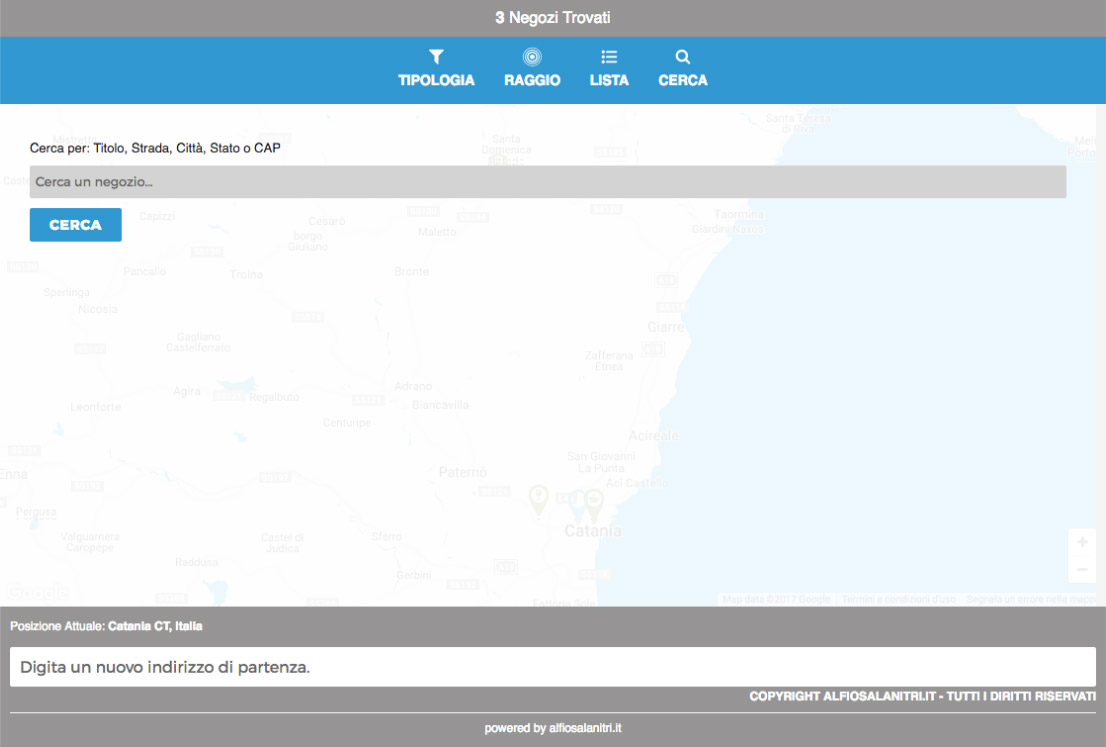 3 Negozi Trovati
TIPOLOGIA RAGGIO LISTA CERCA
Santa Teresa
di Riva
Cerca per: Titolo, Strada, Città, Stato o CAP
Santa
Domenica
Cerca un negozio...
CERCA
Capizzi
Cesarò
Taormina
Giardini Naxos
Maletto
borgo
Giuliano
Pancallo
Troina
Bronte
Sperlinga
Nicosia
Giarre
Gagliano
Castelferrato
Zafferana
Etnea
Adrano
Agira
Regalbuto
Biancavilla
Leonforte
Centuripe
Acireale
San Giovanni
La Punta
Enna
Paternò
Aci Castello
Pergusa
Catania
Valguarnera
Caropepe
Castel di
Judica
Sferro
Raddusa
Gerbini
+
−
Google
Map data ©2017 Google Termini e condizioni d'uso Segnala un errore nella mappa
Posizione Attuale: Catania CT, Italia
Digita un nuovo indirizzo di partenza.
COPYRIGHT ALFIOSALANITRI.IT - TUTTI I DIRITTI RISERVATI
powered by alfiosalanitri.it